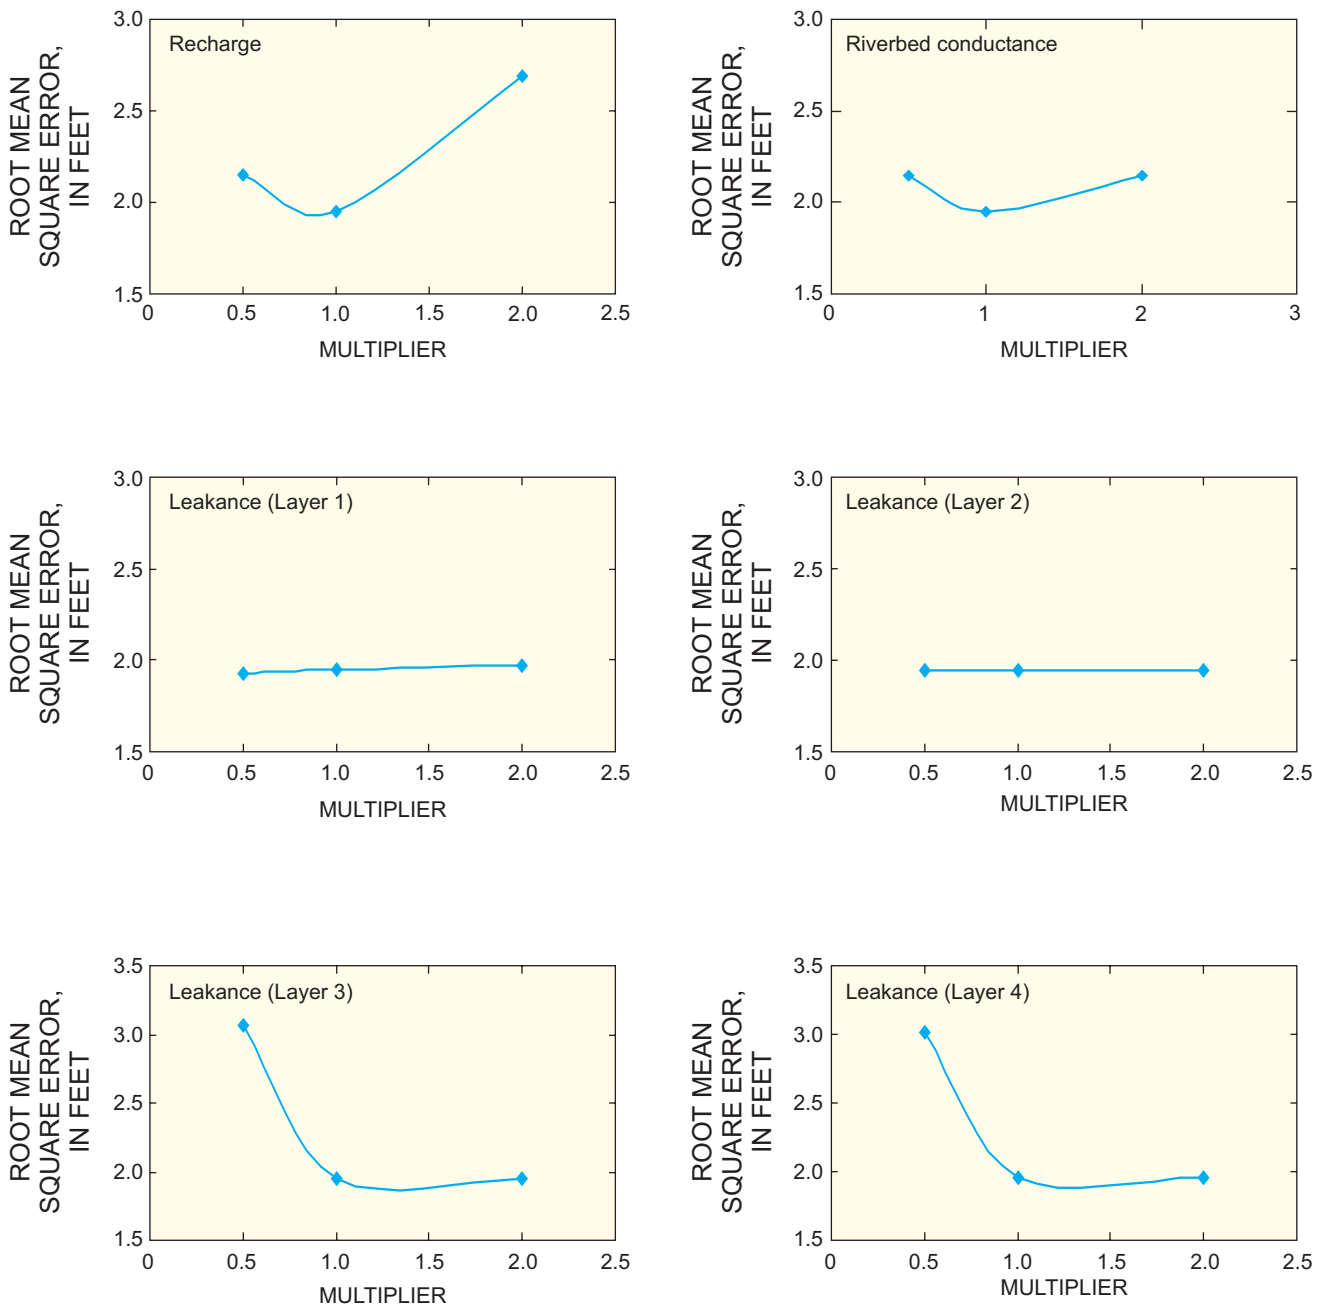 Recharge
ROOT MEAN
SQUARE ERROR,
IN FEET
3.0
2.5
2.0
1.5
0 0.5 1.0 1.5 2.0 2.5
MULTIPLIER
Riverbed conductance
ROOT MEAN
SQUARE ERROR,
IN FEET
3.0
2.5
2.0
1.5
0 1 2 3
MULTIPLIER
Leakance (Layer 1)
ROOT MEAN
SQUARE ERROR,
IN FEET
3.0
2.5
2.0
1.5
0 0.5 1.0 1.5 2.0 2.5
MULTIPLIER
Leakance (Layer 2)
ROOT MEAN
SQUARE ERROR,
IN FEET
3.0
2.5
2.0
1.5
0 0.5 1.0 1.5 2.0 2.5
MULTIPLIER
Leakance (Layer 3)
ROOT MEAN
SQUARE ERROR,
IN FEET
3.5
3.0
2.5
2.0
1.5
0 0.5 1.0 1.5 2.0 2.5
MULTIPLIER
Leakance (Layer 4)
ROOT MEAN
SQUARE ERROR,
IN FEET
3.5
3.0
2.5
2.0
1.5
0 0.5 1.0 1.5 2.0 2.5
MULTIPLIER